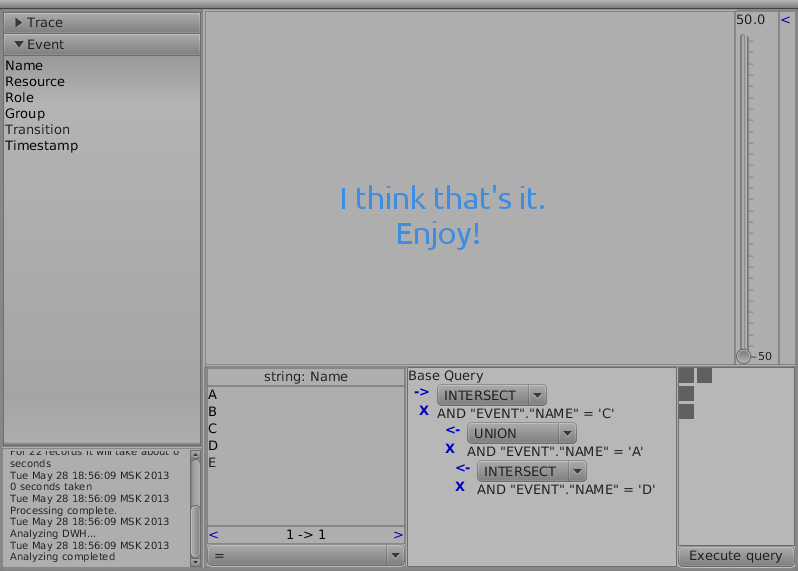 Trace
Event
Name
Resource
Role
Group
Transition
Timestamp
For 22 records it will take about 0
seconds
Tue May 28 18:56:09 MSK 2013
0 seconds taken
Tue May 28 18:56:09 MSK 2013
Processing complete.
Tue May 28 18:56:09 MSK 2013
Analyzing DWH...
Tue May 28 18:56:09 MSK 2013
Analyzing completed
I think that's it.
Enjoy!
50.0
<
50
string: Name
A
B
C
D
E
< 1 -> 1 >
=
Base Query
-> INTERSECT
X AND "EVENT"."NAME" = 'C'
<- UNION
X AND "EVENT"."NAME" = 'A'
<- INTERSECT
X AND "EVENT"."NAME" = 'D'
Execute query